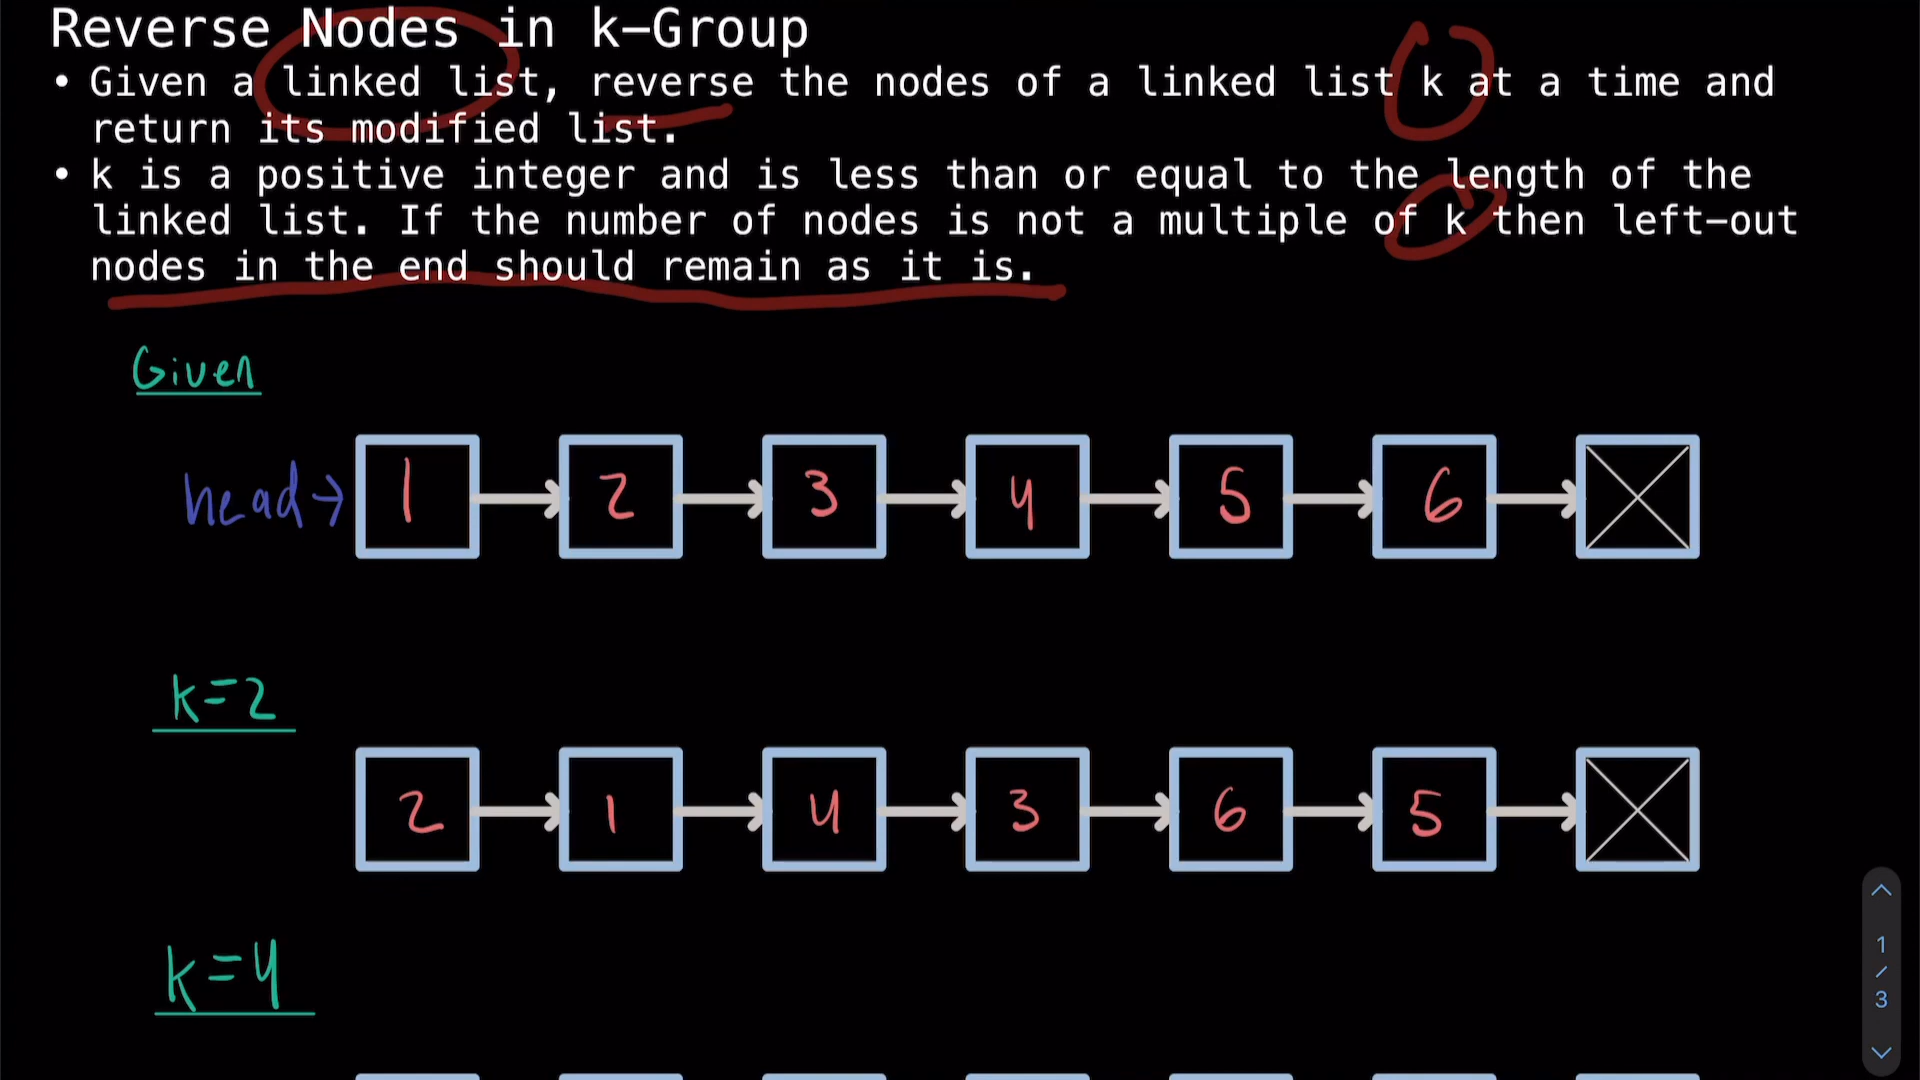 Reverse Nodes in k-Group
• Given a linked list, reverse the nodes of a linked list k at a time and
return its modified list.
• k is a positive integer and is less than or equal to the length of the
linked list. If the number of nodes is not a multiple of k then left-out
nodes in the end should remain as it is.
Given
head→ 1 2 3 4 5 6
k=2
2 1 4 3 6 5
k=4
1
/
3